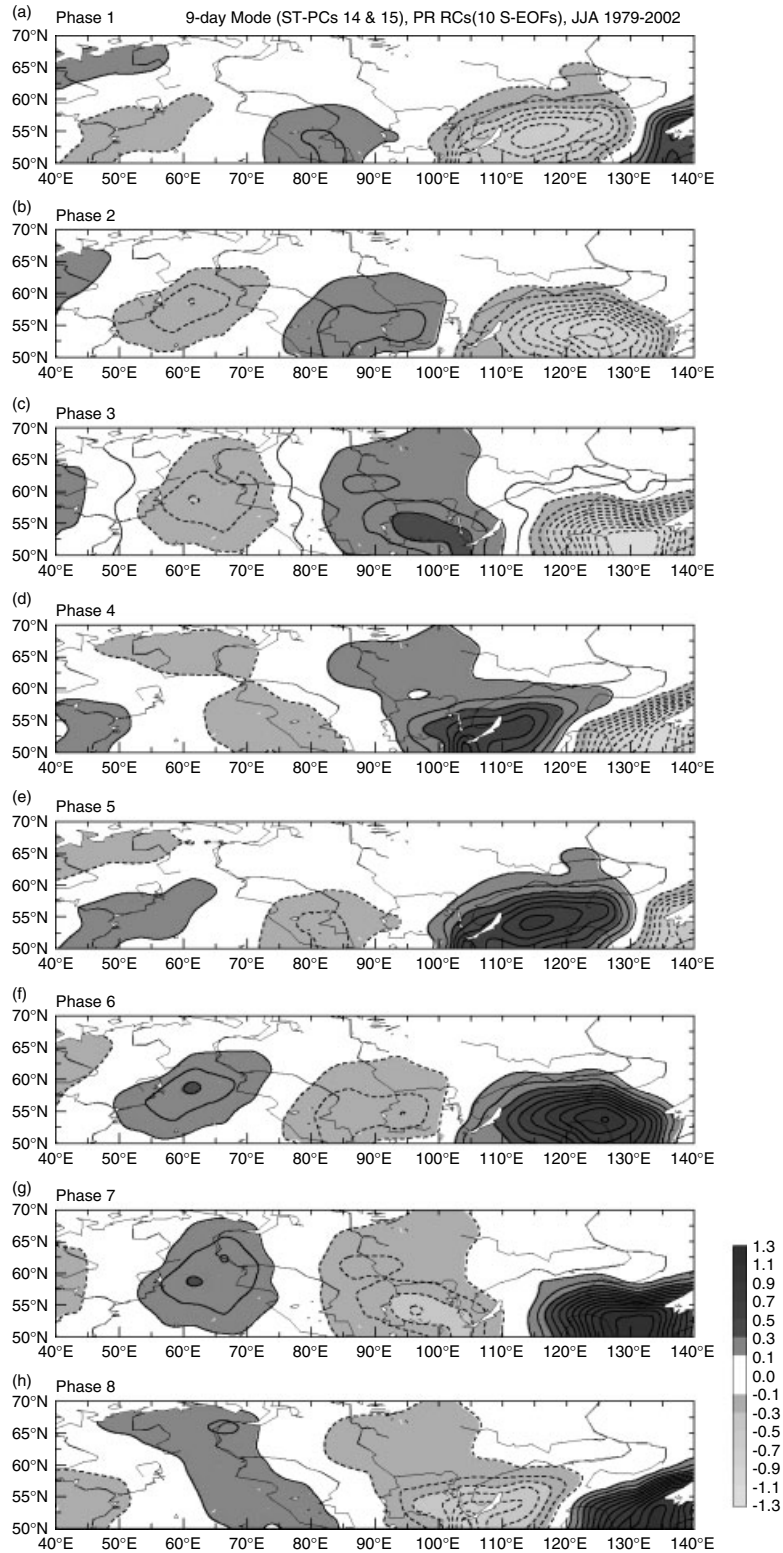 (a) Phase 1 9-day Mode (ST-PCs 14 & 15), PR RCs(10 S-EOFs), JJA 1979-2002
70°N
65°N
60°N
55°N
50°N
40°E 50°E 60°E 70°E 80°E 90°E 100°E 110°E 120°E 130°E 140°E
(b) Phase 2
70°N
65°N
60°N
55°N
50°N
40°E 50°E 60°E 70°E 80°E 90°E 100°E 110°E 120°E 130°E 140°E
(c) Phase 3
70°N
65°N
60°N
55°N
50°N
40°E 50°E 60°E 70°E 80°E 90°E 100°E 110°E 120°E 130°E 140°E
(d) Phase 4
70°N
65°N
60°N
55°N
50°N
40°E 50°E 60°E 70°E 80°E 90°E 100°E 110°E 120°E 130°E 140°E
(e) Phase 5
70°N
65°N
60°N
55°N
50°N
40°E 50°E 60°E 70°E 80°E 90°E 100°E 110°E 120°E 130°E 140°E
(f) Phase 6
70°N
65°N
60°N
55°N
50°N
40°E 50°E 60°E 70°E 80°E 90°E 100°E 110°E 120°E 130°E 140°E
(g) Phase 7
70°N
65°N
60°N
55°N
50°N
40°E 50°E 60°E 70°E 80°E 90°E 100°E 110°E 120°E 130°E 140°E
(h) Phase 8
70°N
65°N
60°N
55°N
50°N
40°E 50°E 60°E 70°E 80°E 90°E 100°E 110°E 120°E 130°E 140°E
1.3
1.1
0.9
0.7
0.5
0.3
0.1
0.0
-0.1
-0.3
-0.5
-0.7
-0.9
-1.1
-1.3